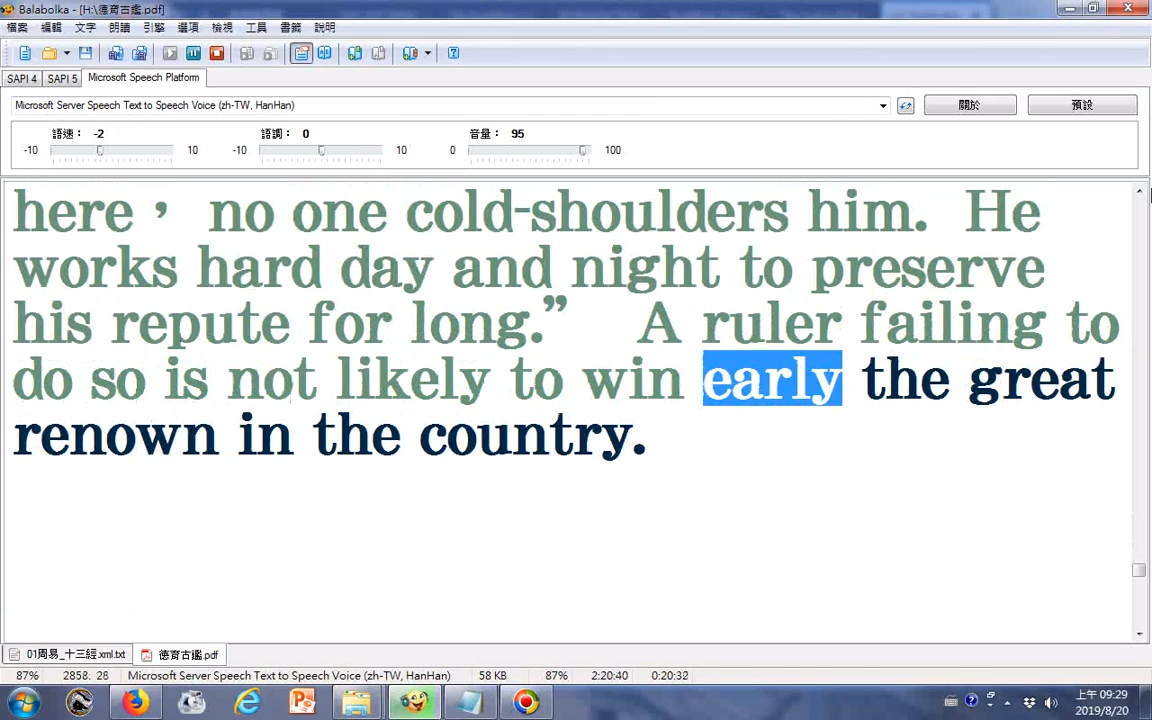 Balabolka - [H:\德育古鑑.pdf]
檔案 編輯 文字 朗讀 引擎 選項 檢視 工具 書籤 說明
SAPI 4 SAPI 5 Microsoft Speech Platform
Microsoft Server Speech Text to Speech Voice (zh-TW, HanHan) 關於 預設
語速： -2 語調： 0 音量： 95
-10 10 -10 10 0 100
here， no one cold-shoulders him. He
works hard day and night to preserve
his repute for long.” A ruler failing to
do so is not likely to win early the great
renown in the country.
01周易_十三經.xml.txt 德育古鑑.pdf
87% 2858: 28 Microsoft Server Speech Text to Speech Voice (zh-TW, HanHan) 58 KB 87% 2:20:40 0:20:32
上午 09:29
2019/8/20